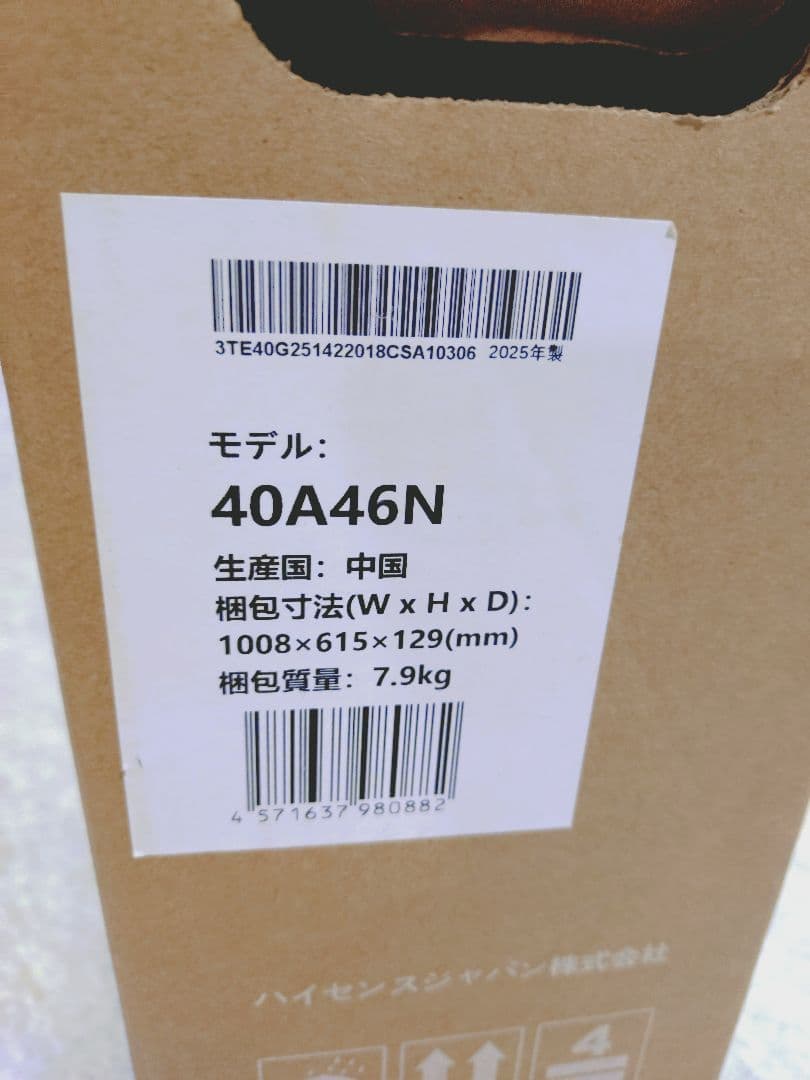 3TE40G251422018CSA10306 2025年製
モデル:
40A46N
生産国: 中国
梱包寸法(W x H x D):
1008×615×129(mm)
梱包質量: 7.9kg
4 571637 980882
ハイセンスジャパン株式会社
4